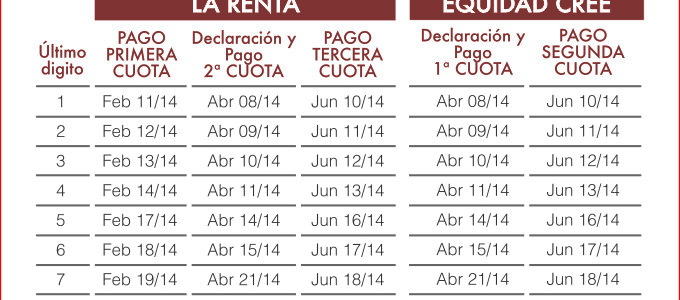 LA RENTA EQUIDAD CREE
Último PAGO Declaración y PAGO Declaración y PAGO
digito PRIMERA Pago TERCERA Pago SEGUNDA
CUOTA 2ª CUOTA CUOTA 1ª CUOTA CUOTA
1 Feb 11/14 Abr 08/14 Jun 10/14 Abr 08/14 Jun 10/14
2 Feb 12/14 Abr 09/14 Jun 11/14 Abr 09/14 Jun 11/14
3 Feb 13/14 Abr 10/14 Jun 12/14 Abr 10/14 Jun 12/14
4 Feb 14/14 Abr 11/14 Jun 13/14 Abr 11/14 Jun 13/14
5 Feb 17/14 Abr 14/14 Jun 16/14 Abr 14/14 Jun 16/14
6 Feb 18/14 Abr 15/14 Jun 17/14 Abr 15/14 Jun 17/14
7 Feb 19/14 Abr 21/14 Jun 18/14 Abr 21/14 Jun 18/14